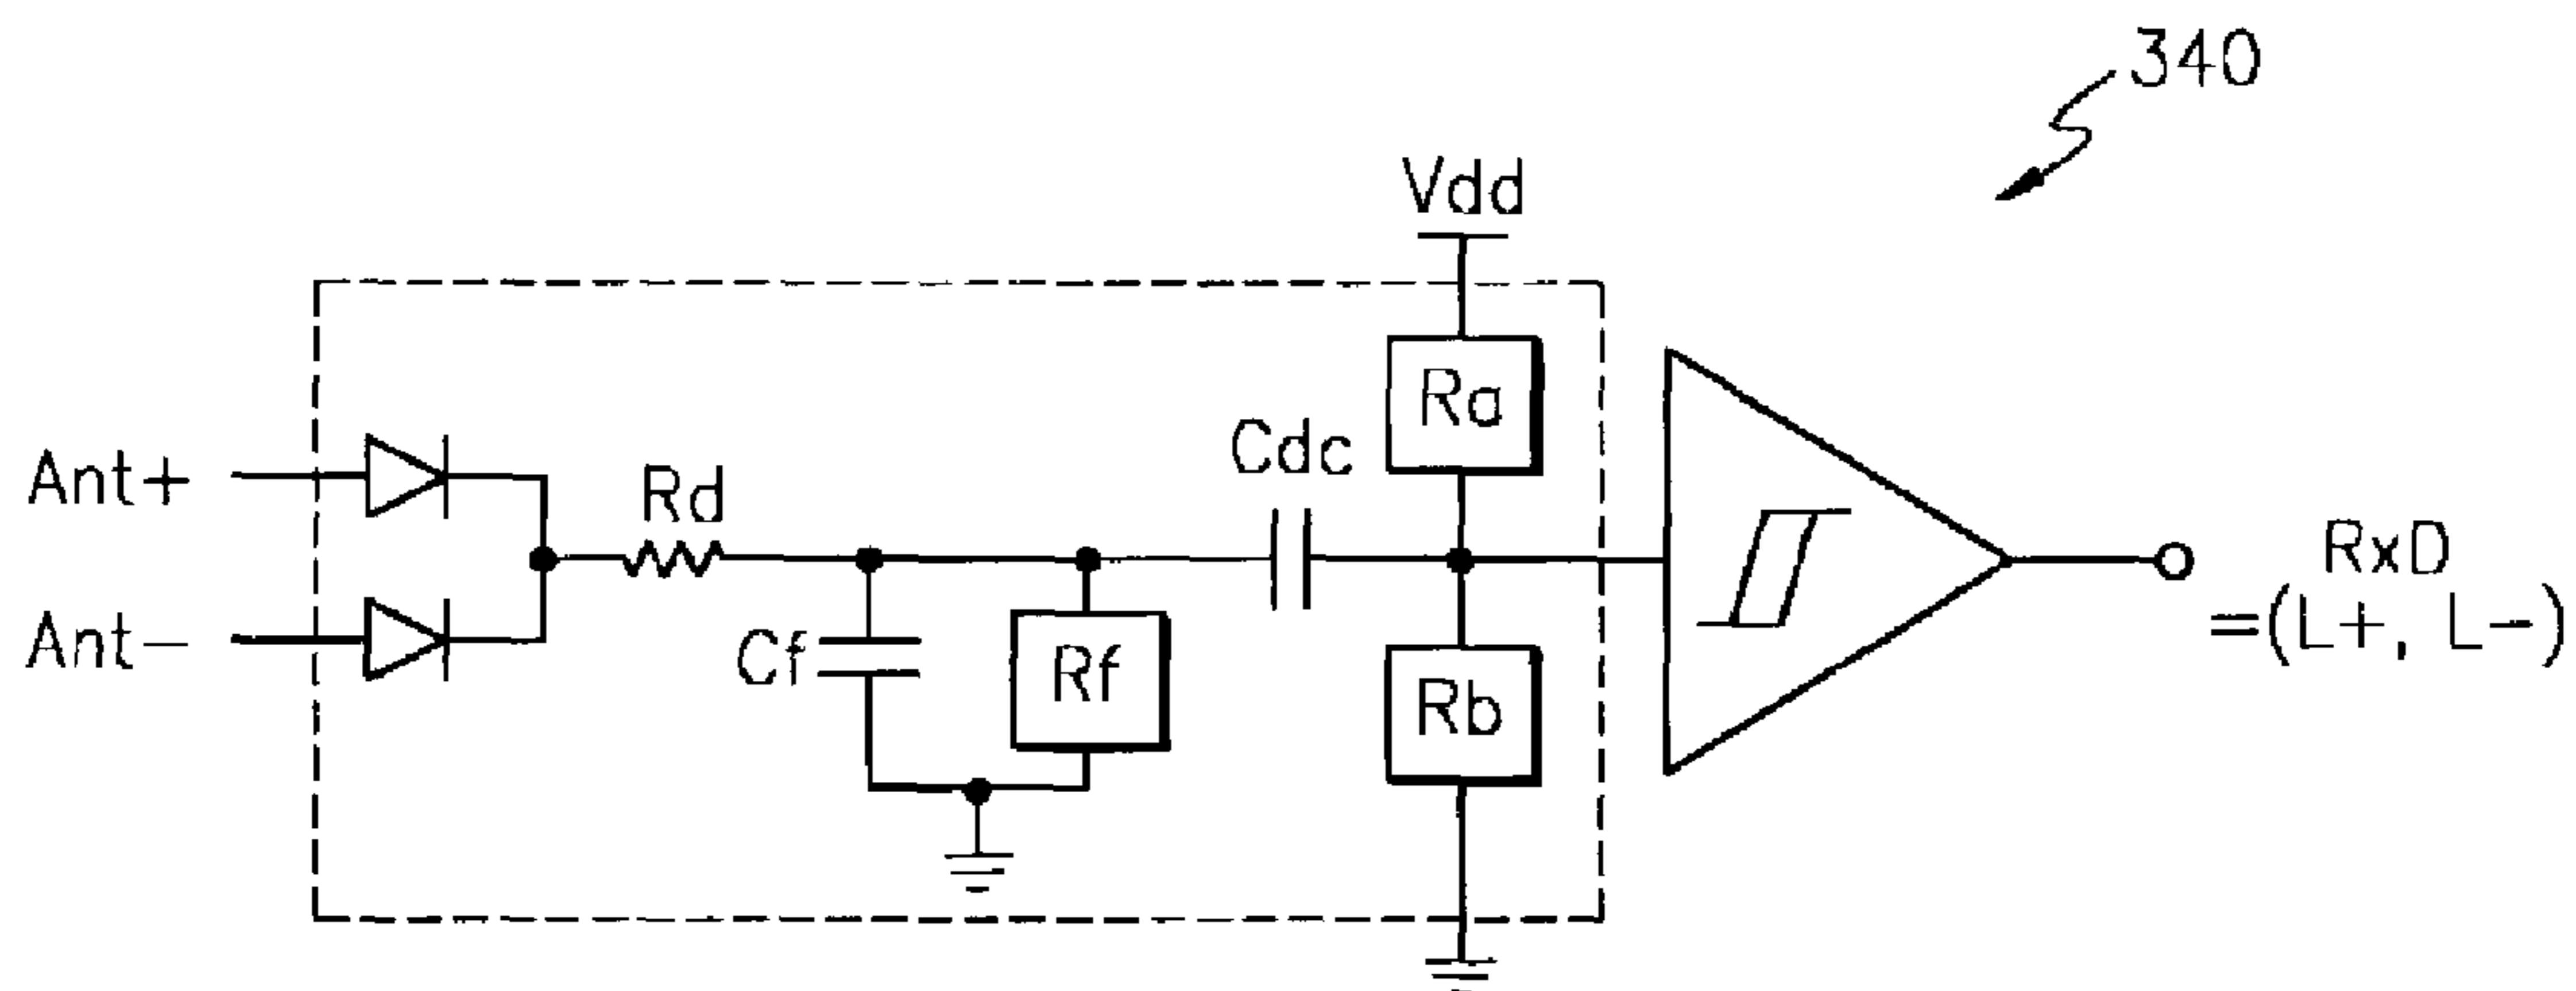 340
Vdd
Ra
Cdc
Ant+
Rd
RxD
=(L+, L-)
Ant-
Cf
Rf
Rb